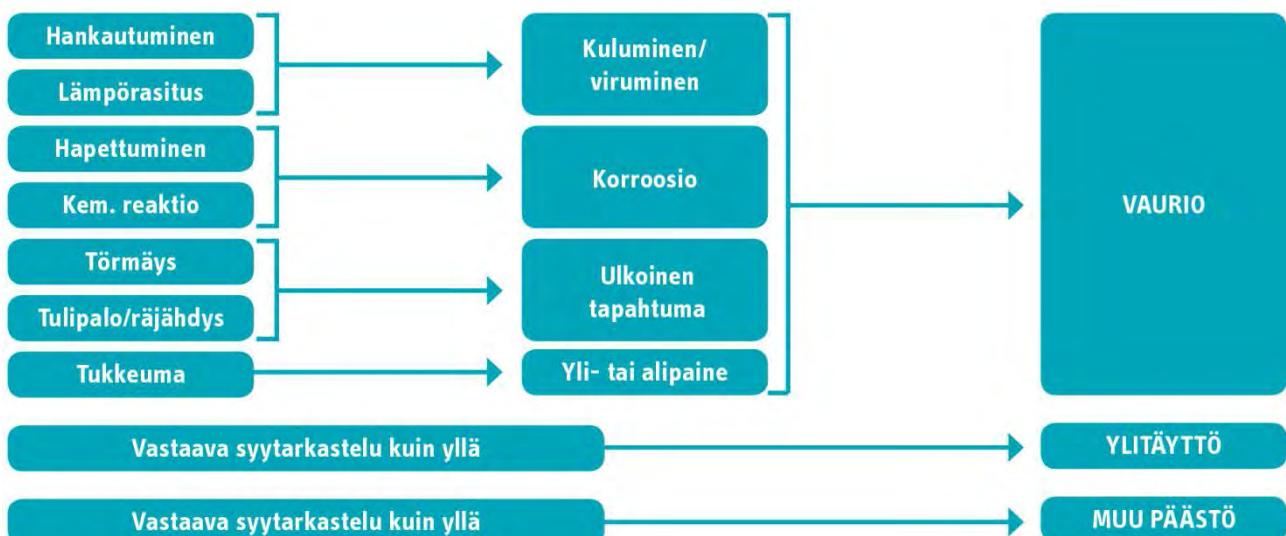 Hankautuminen
Lämpörasitus
Kuluminen/
viruminen
Hapettuminen
Kem. reaktio
Korroosio
Törmäys
Tulipalo/räjähdys
Ulkoinen
tapahtuma
Tukkeuma
Yli- tai alipaine
VAURIO
Vastaava syytarkastelu kuin yllä
YLITÄYTTÖ
Vastaava syytarkastelu kuin yllä
MUU PÄÄSTÖ